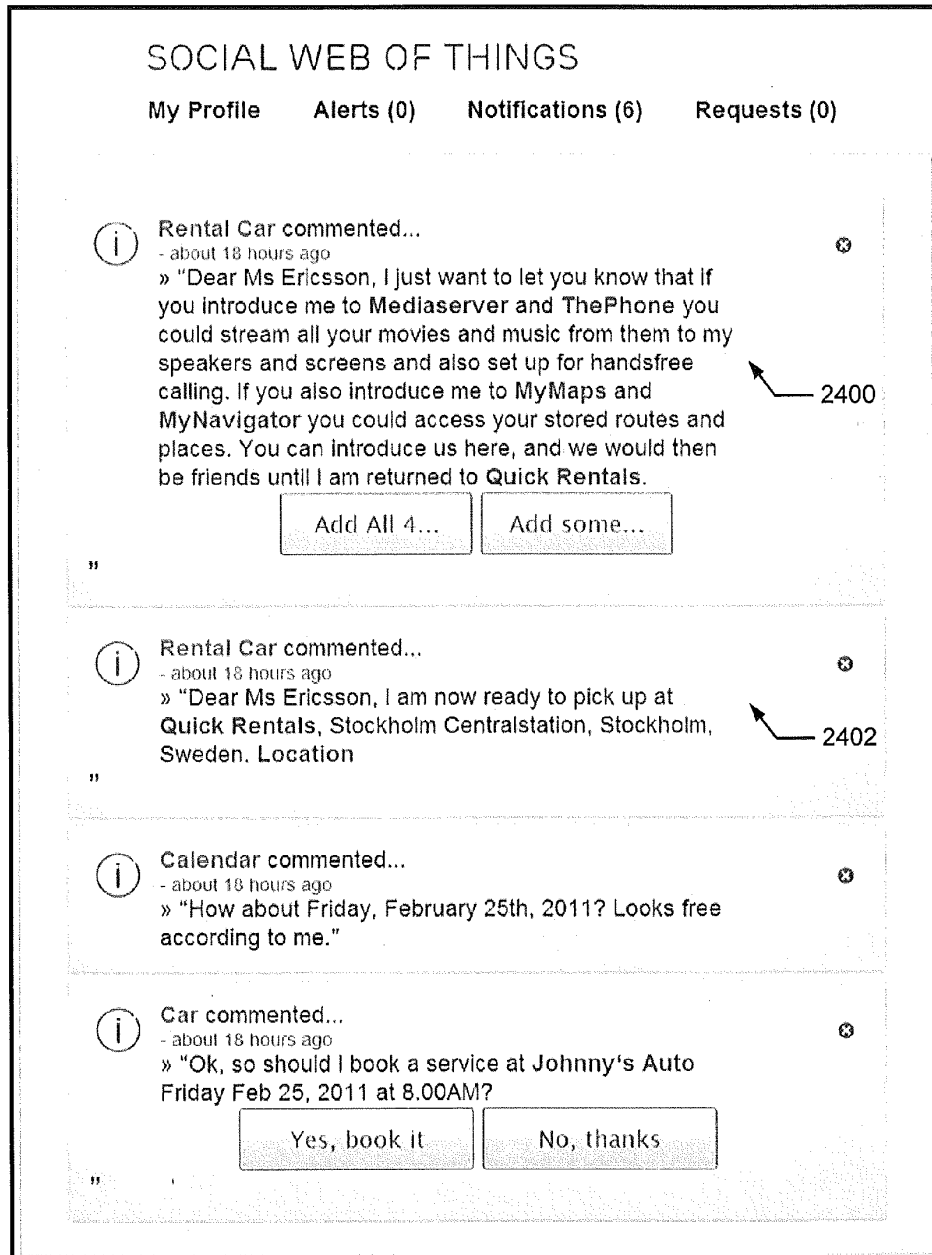 SOCIAL WEB OF THINGS
My Profile Alerts (0) Notifications (6) Requests (0)
Rental Car commented...
- about 18 hours ago
» “Dear Ms Ericsson, I just want to let you know that if
you introduce me to Mediaserver and ThePhone you
could stream all your movies and music from them to my
speakers and screens and also set up for handsfree
calling. If you also introduce me to MyMaps and
MyNavigator you could access your stored routes and
places. You can introduce us here, and we would then
be friends until I am returned to Quick Rentals.
2400
Add All 4... Add some...
”
Rental Car commented...
- about 18 hours ago
» “Dear Ms Ericsson, I am now ready to pick up at
Quick Rentals, Stockholm Centralstation, Stockholm,
Sweden. Location
2402
”
Calendar commented...
- about 18 hours ago
» “How about Friday, February 25th, 2011? Looks free
according to me.”
Car commented...
- about 18 hours ago
» “Ok, so should I book a service at Johnny's Auto
Friday Feb 25, 2011 at 8.00AM?
Yes, book it No, thanks
”